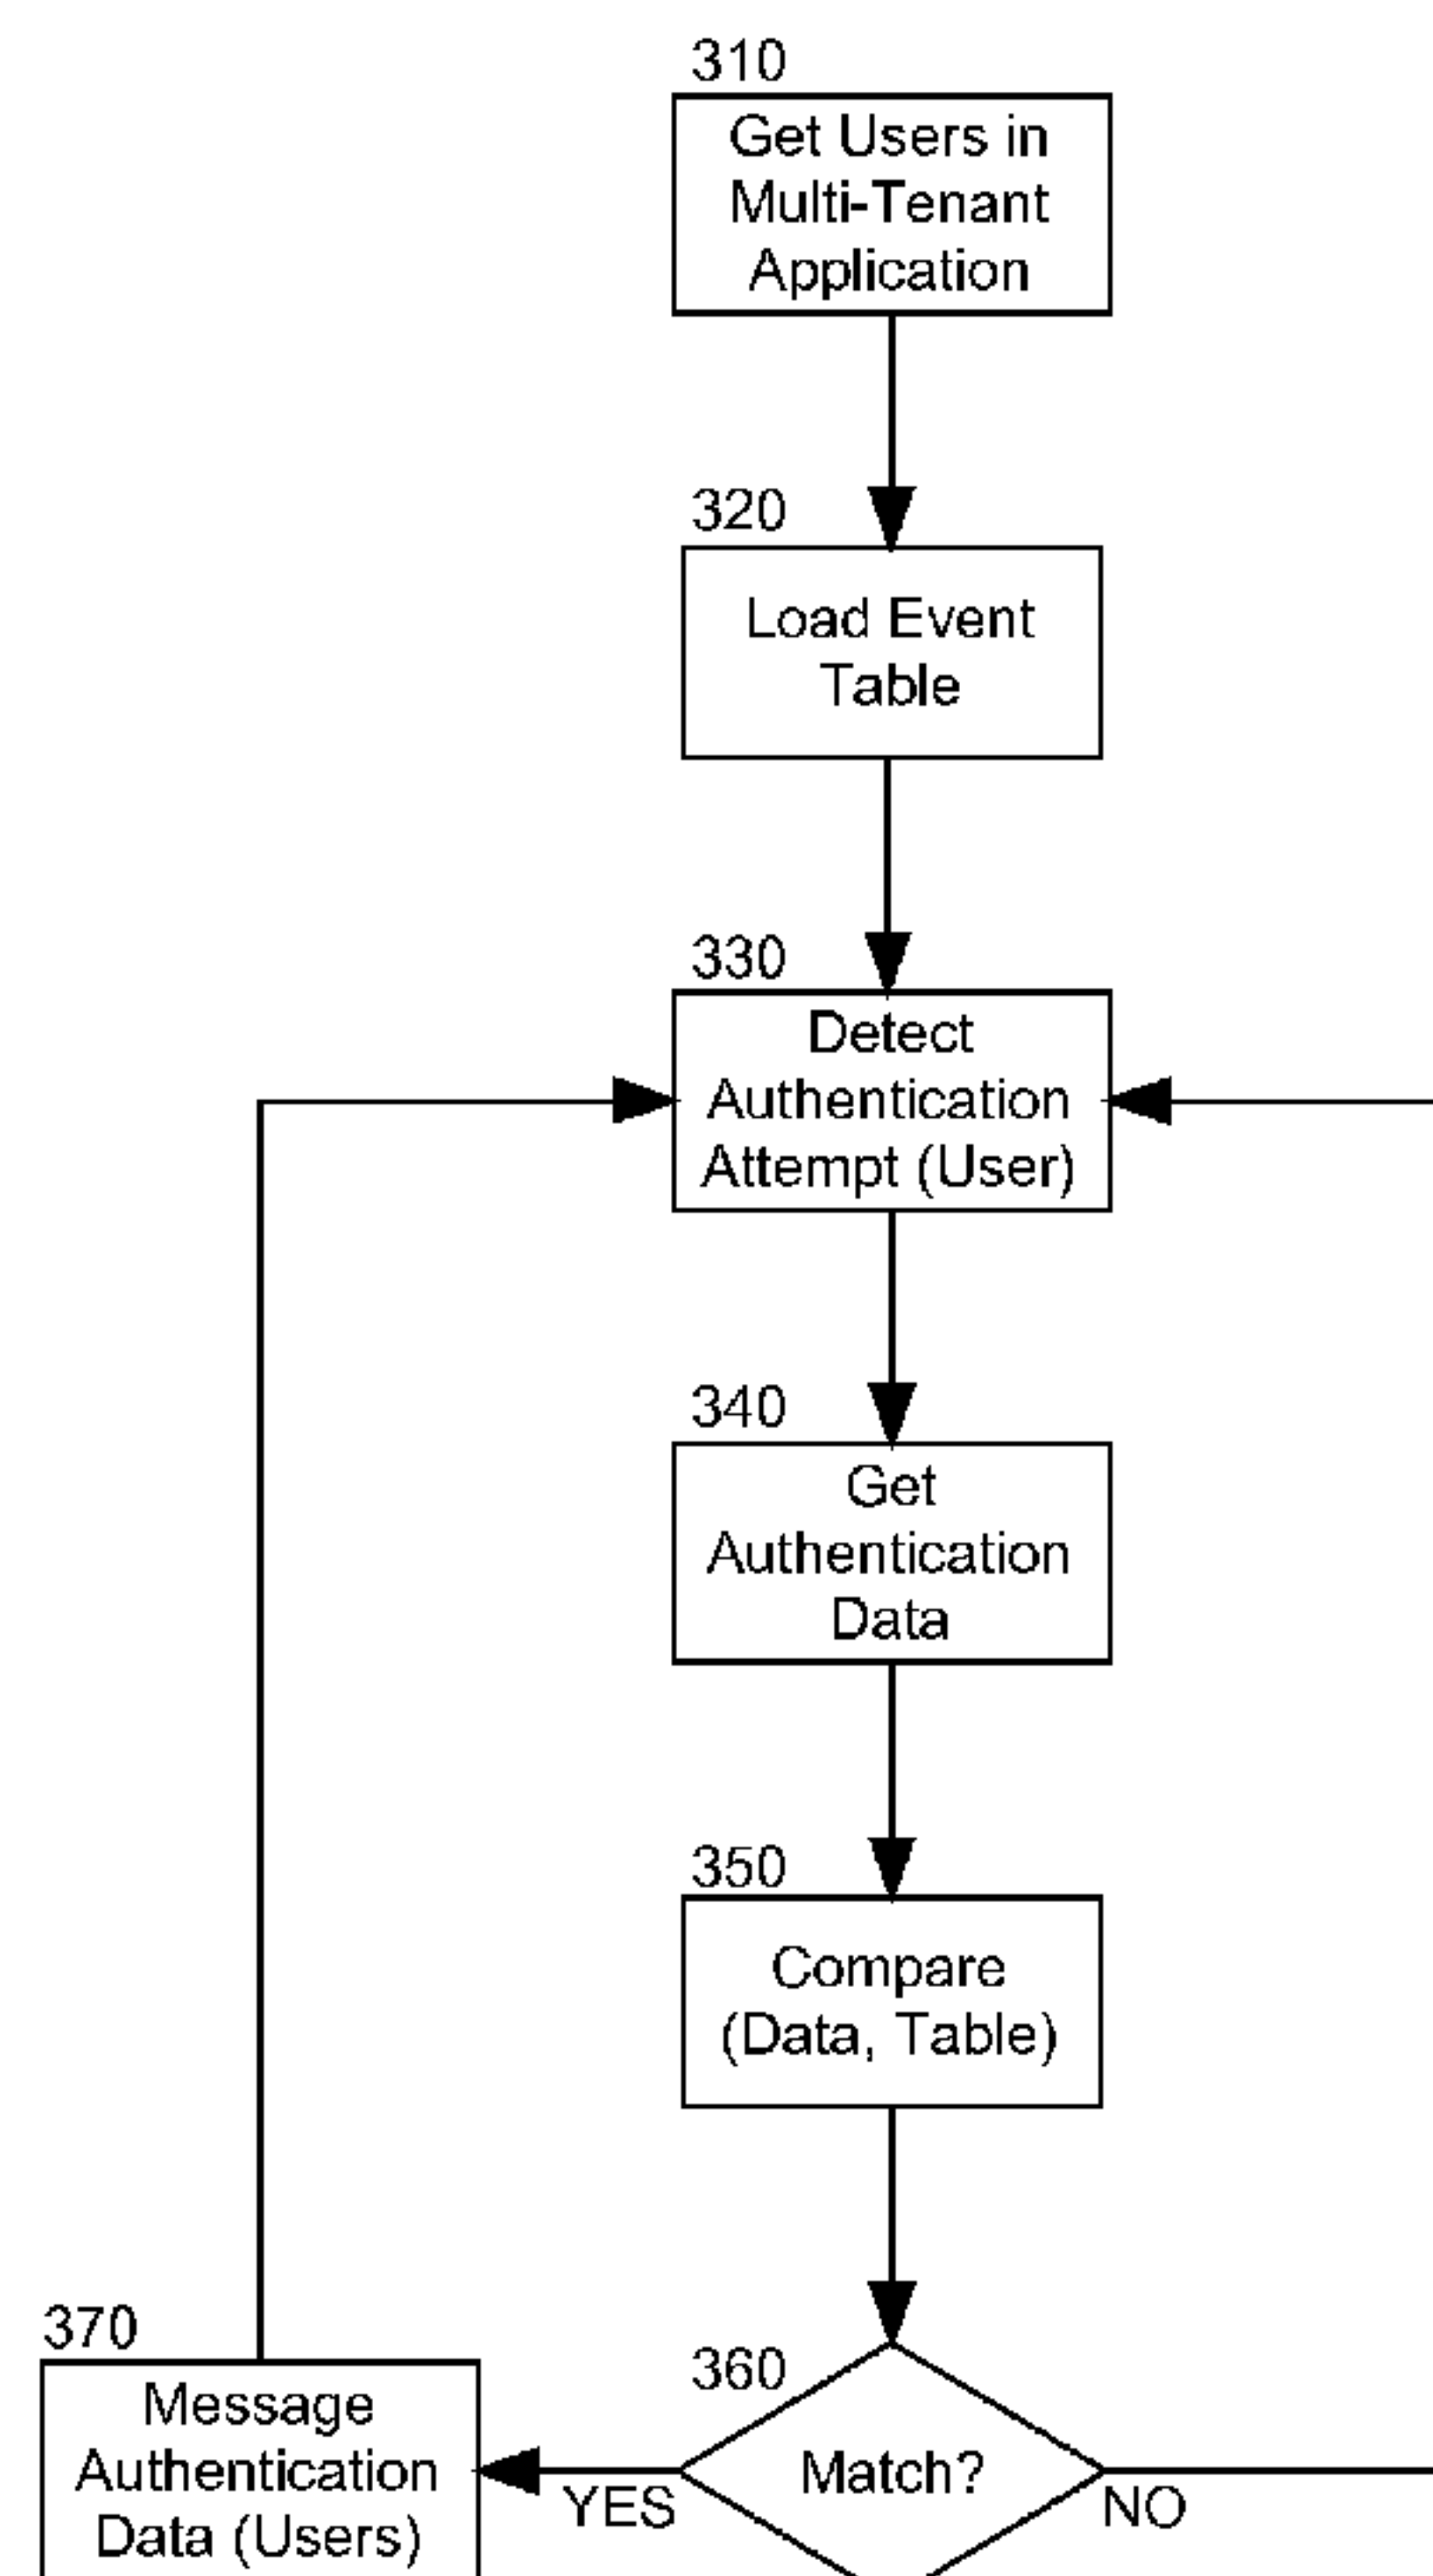 310
Get Users in
Multi-Tenant
Application
320
Load Event
Table
330
Detect
Authentication
Attempt (User)
340
Get
Authentication
Data
350
Compare
(Data, Table)
360
Match?
YES
NO
370
Message
Authentication
Data (Users)